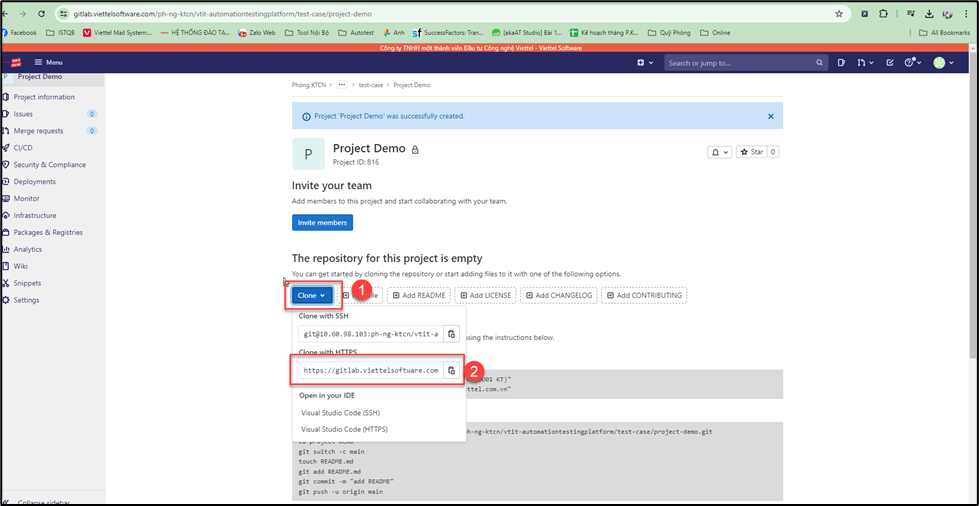 gitlab.viettelsoftware.com/ph-ng-ktcn/vtit-automationtestingplatform/test-case/project-demo
Facebook ISTQB Viettel Mail System... HỆ THỐNG ĐÀO TẠ... Zalo Web Tool Nội Bộ Autotest Anh SuccessFactors: Tran... [akaAT Studio] Bài 1... Kế hoạch tháng P.K... Quỹ Phòng Online All Bookmarks
Công ty TNHH một thành viên Đầu tư Công nghệ Viettel - Viettel Software
Menu
Search or jump to...
P Project Demo
Project information
Issues 0
Merge requests 0
CI/CD
Security & Compliance
Deployments
Monitor
Infrastructure
Packages & Registries
Analytics
Wiki
Snippets
Settings
Collapse sidebar
Phòng KTCN › ... › test-case › Project Demo
Project 'Project Demo' was successfully created.
P
Project Demo
Project ID: 816
Star 0
Invite your team
Add members to this project and start collaborating with your team.
Invite members
The repository for this project is empty
You can get started by cloning the repository or start adding files to it with one of the following options.
Clone 1 Add README Add LICENSE Add CHANGELOG Add CONTRIBUTING
Clone with SSH
git@10.60.98.103:ph-ng-ktcn/vtit-a
using the instructions below.
Clone with HTTPS
https://gitlab.viettelsoftware.com 2
KT)"
.com.vn"
Open in your IDE
Visual Studio Code (SSH)
Visual Studio Code (HTTPS)
ph-ng-ktcn/vtit-automationtestingplatform/test-case/project-demo.git
cd project-demo
git switch -c main
touch README.md
git add README.md
git commit -m "add README"
git push -u origin main